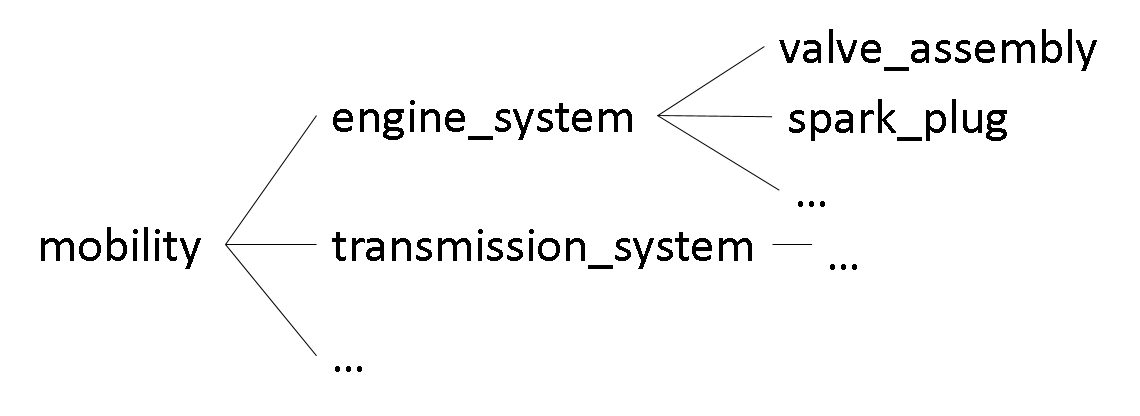 valve_assembly
engine_system
spark_plug
...
mobility
transmission_system
...
...